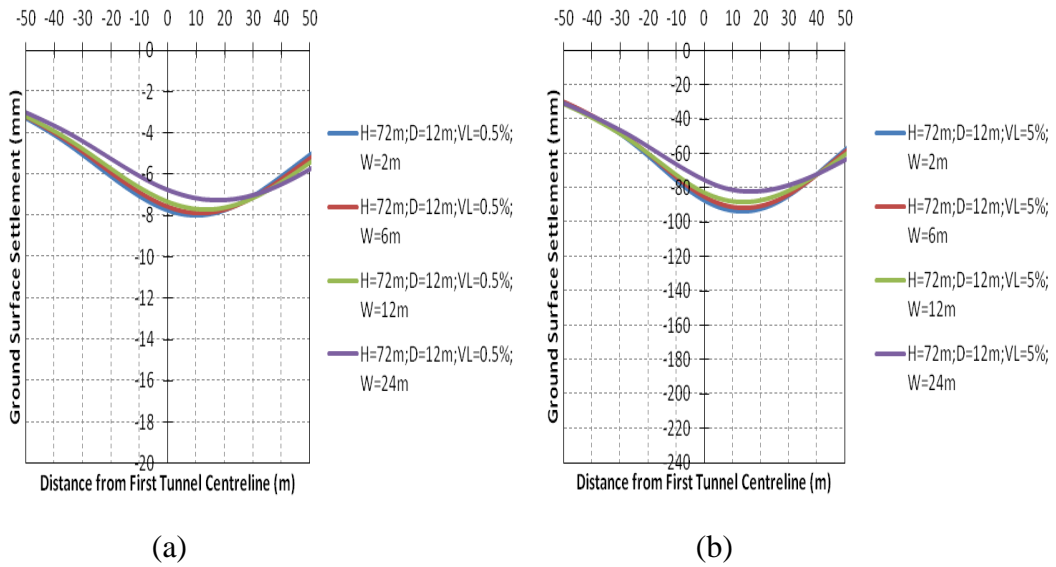 -50 -40 -30 -20 -10 0 10 20 30 40 50
0
-2
-4
-6
-8
-10
-12
-14
-16
-18
-20
Ground Surface Settlement (mm)
Distance from First Tunnel Centreline (m)
H=72m;D=12m;VL=0.5%;
W=2m
H=72m;D=12m;VL=0.5%;
W=6m
H=72m;D=12m;VL=0.5%;
W=12m
H=72m;D=12m;VL=0.5%;
W=24m
(a)
-50 -40 -30 -20 -10 0 10 20 30 40 50
0
-20
-40
-60
-80
-100
-120
-140
-160
-180
-200
-220
-240
Ground Surface Settlement (mm)
Distance from First Tunnel Centreline (m)
H=72m;D=12m;VL=5%;
W=2m
H=72m;D=12m;VL=5%;
W=6m
H=72m;D=12m;VL=5%;
W=12m
H=72m;D=12m;VL=5%;
W=24m
(b)